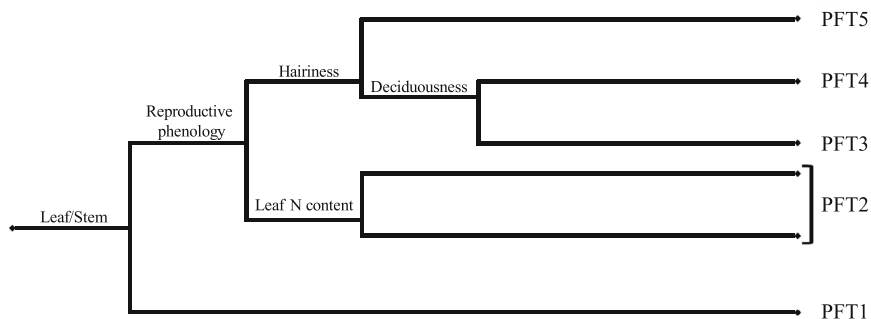 PFT5
Hairiness
Deciduousness
PFT4
Reproductive
phenology
PFT3
Leaf N content
PFT2
Leaf/Stem
PFT1